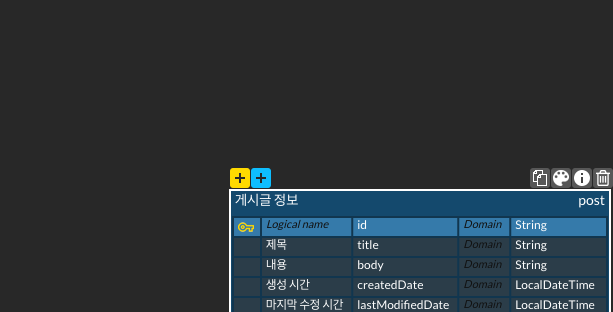 게시글 정보 post
Logical name id Domain String
제목 title Domain String
내용 body Domain String
생성 시간 createdDate Domain LocalDateTime
마지막 수정 시간 lastModifiedDate Domain LocalDateTime